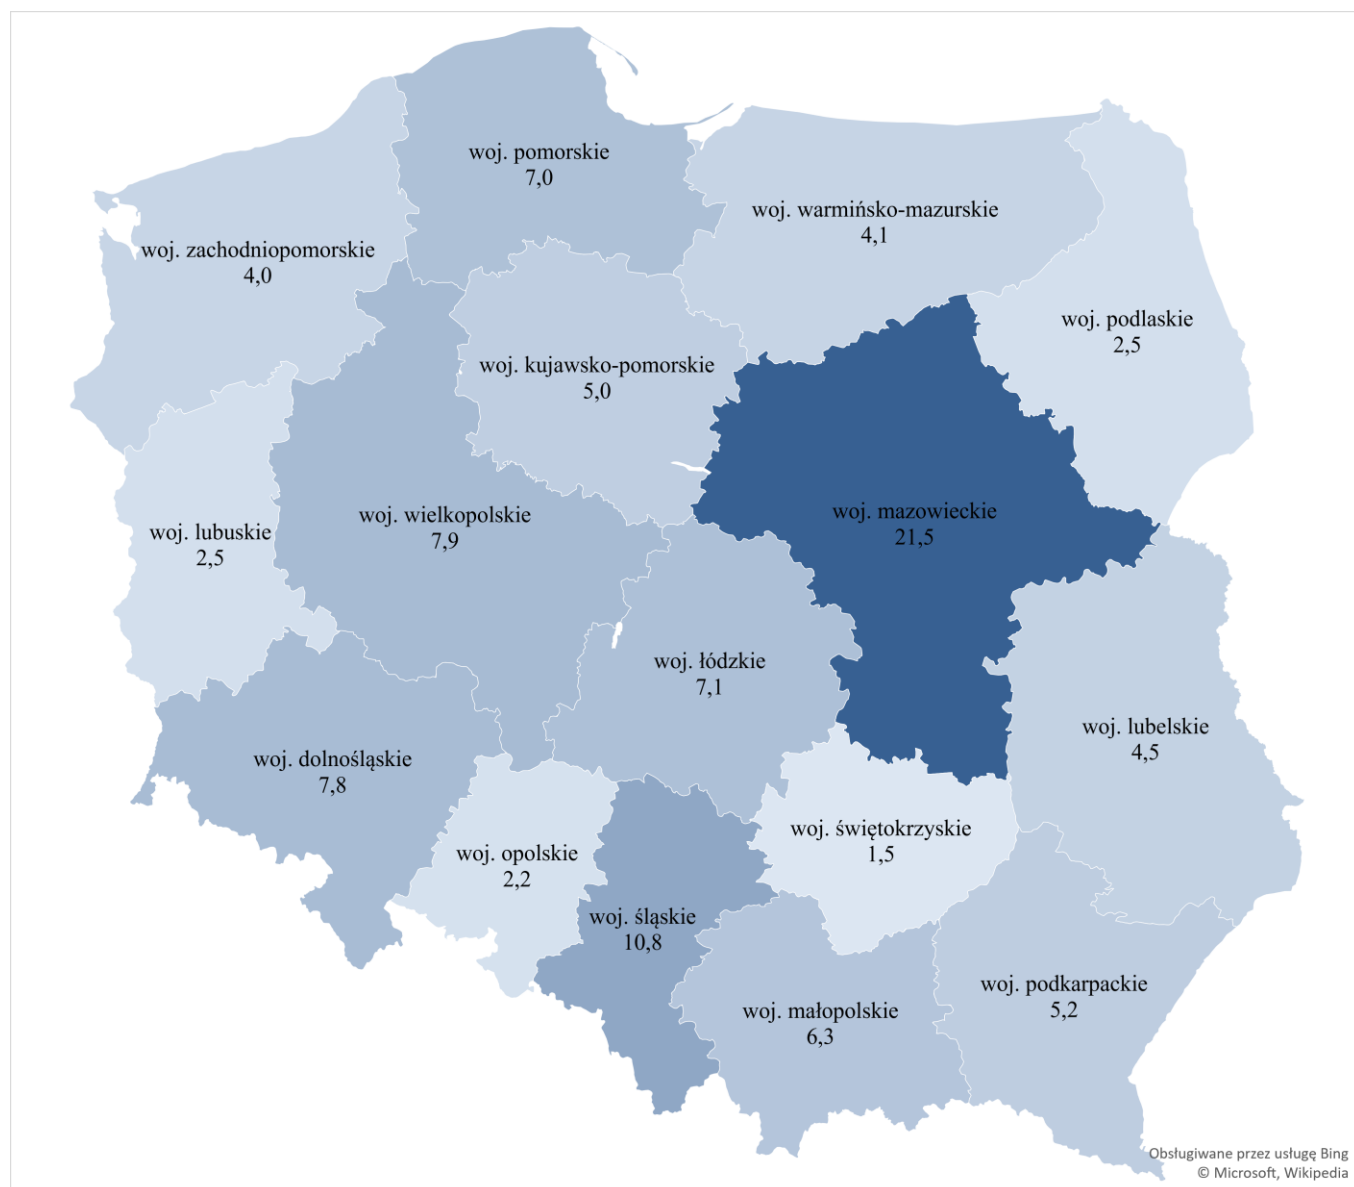 woj. pomorskie
7,0
woj. warmińsko-mazurskie
4,1
woj. zachodniopomorskie
4,0
woj. podlaskie
2,5
woj. kujawsko-pomorskie
5,0
woj. mazowieckie
21,5
woj. wielkopolskie
7,9
woj. lubuskie
2,5
woj. łódzkie
7,1
woj. lubelskie
4,5
woj. dolnośląskie
7,8
woj. świętokrzyskie
1,5
woj. opolskie
2,2
woj. śląskie
10,8
woj. podkarpackie
5,2
woj. małopolskie
6,3
Obsługiwane przez usługę Bing
© Microsoft, Wikipedia